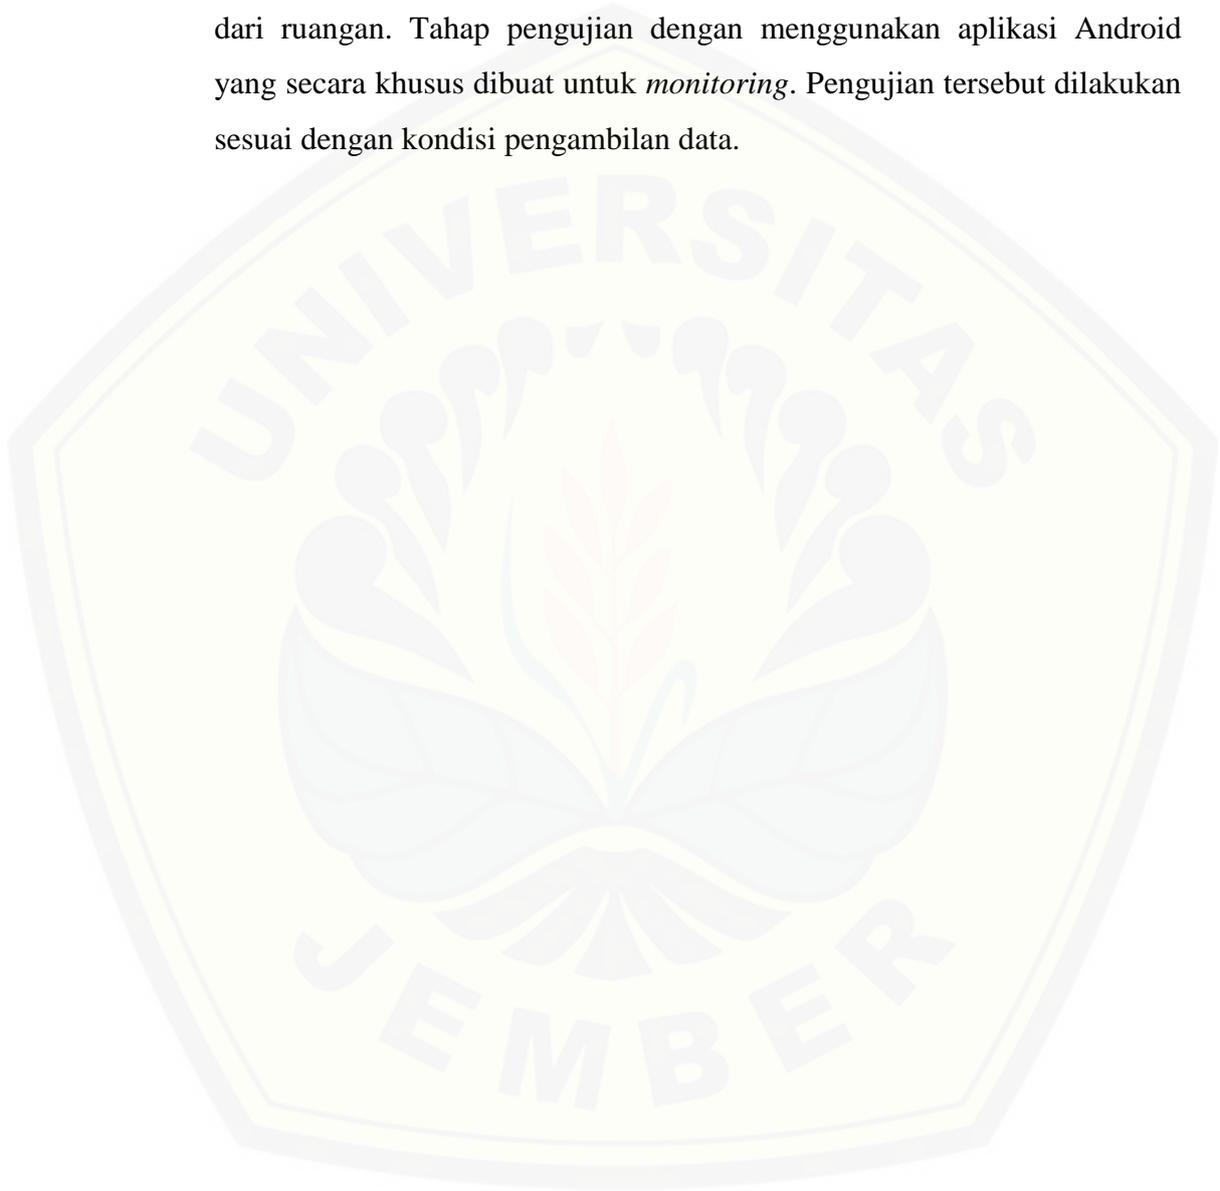 dari ruangan. Tahap pengujian dengan menggunakan aplikasi Android
yang secara khusus dibuat untuk monitoring. Pengujian tersebut dilakukan
sesuai dengan kondisi pengambilan data.
UNIVERSITAS
JEMBER